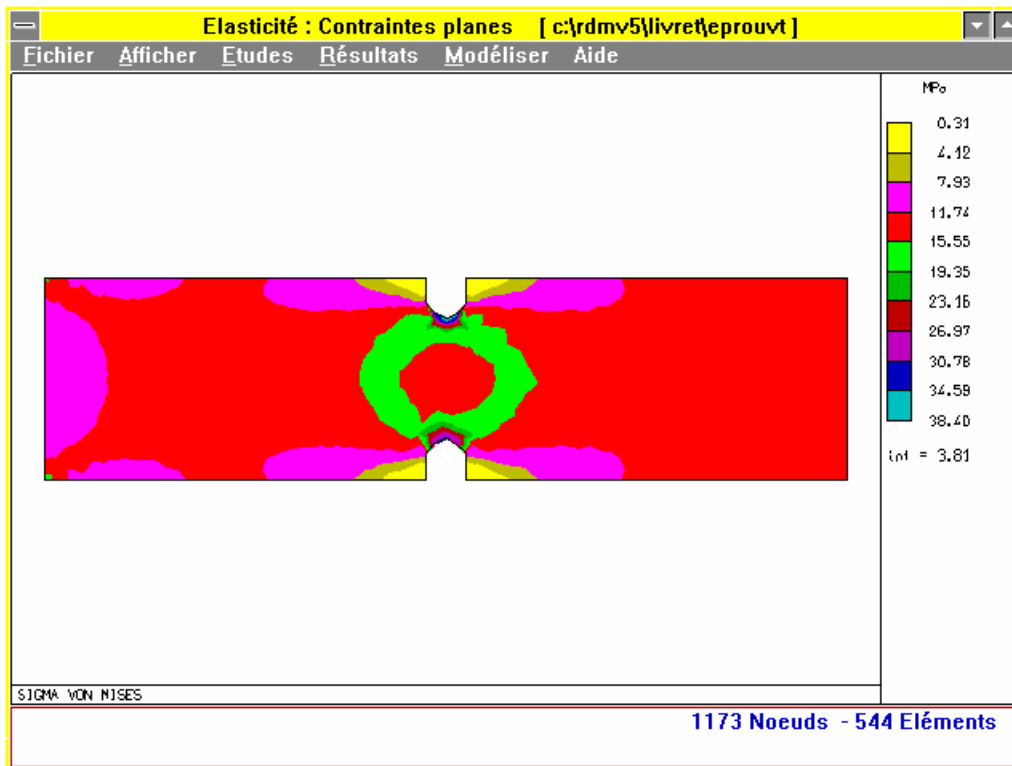 Elasticité : Contraintes planes [ c:\rdmv5\livret\eprouvt ]
Fichier Afficher Etudes Résultats Modéliser Aide
MPa
0.31
4.12
7.93
11.74
15.55
19.35
23.16
26.97
30.78
34.59
38.40
int = 3.81
SIGMA VON MISES
1173 Noeuds - 544 Eléments